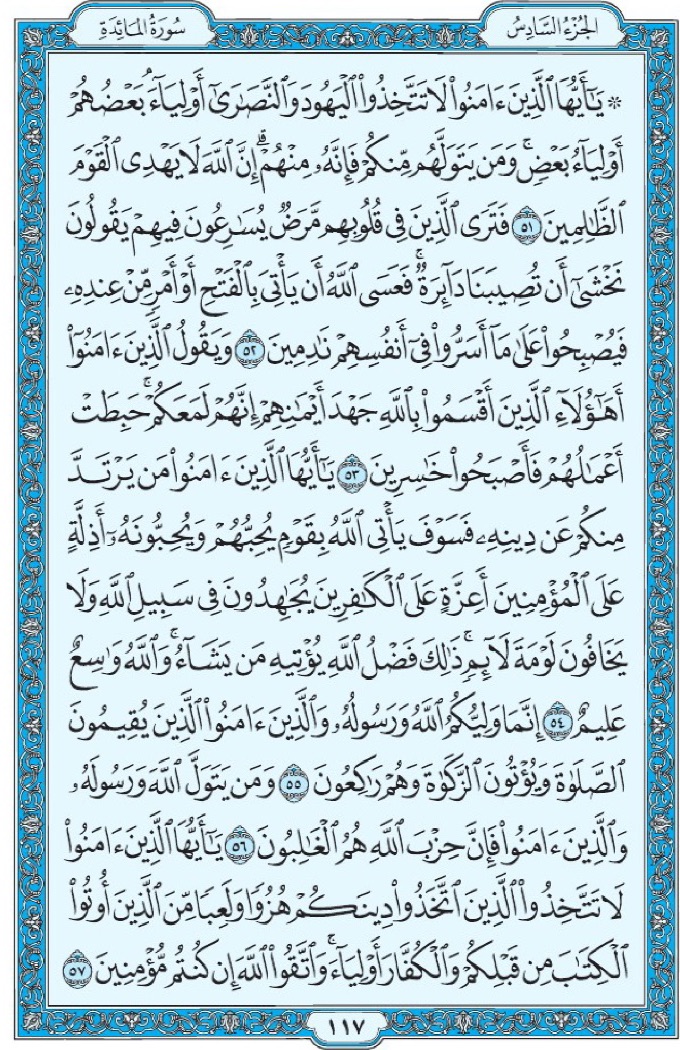 الجزء السادس
سورة المائدة
۞ يَـٰٓأَيُّهَا ٱلَّذِينَ ءَامَنُوا۟ لَا تَتَّخِذُوا۟ ٱلْيَهُودَ وَٱلنَّصَـٰرَىٰٓ أَوْلِيَآءَ ۘ بَعْضُهُمْ
أَوْلِيَآءُ بَعْضٍ ۚ وَمَن يَتَوَلَّهُم مِّنكُمْ فَإِنَّهُۥ مِنْهُمْ ۗ إِنَّ ٱللَّهَ لَا يَهْدِى ٱلْقَوْمَ
ٱلظَّـٰلِمِينَ ٥١ فَتَرَى ٱلَّذِينَ فِى قُلُوبِهِم مَّرَضٌ يُسَـٰرِعُونَ فِيهِمْ يَقُولُونَ
نَخْشَىٰٓ أَن تُصِيبَنَا دَآئِرَةٌ ۚ فَعَسَى ٱللَّهُ أَن يَأْتِىَ بِٱلْفَتْحِ أَوْ أَمْرٍ مِّنْ عِندِهِۦ
فَيُصْبِحُوا۟ عَلَىٰ مَآ أَسَرُّوا۟ فِىٓ أَنفُسِهِمْ نَـٰدِمِينَ ٥٢ وَيَقُولُ ٱلَّذِينَ ءَامَنُوٓا۟
أَهَـٰٓؤُلَآءِ ٱلَّذِينَ أَقْسَمُوا۟ بِٱللَّهِ جَهْدَ أَيْمَـٰنِهِمْ إِنَّهُمْ لَمَعَكُمْ ۚ حَبِطَتْ
أَعْمَـٰلُهُمْ فَأَصْبَحُوا۟ خَـٰسِرِينَ ٥٣ يَـٰٓأَيُّهَا ٱلَّذِينَ ءَامَنُوا۟ مَن يَرْتَدَّ
مِنكُمْ عَن دِينِهِۦ فَسَوْفَ يَأْتِى ٱللَّهُ بِقَوْمٍ يُحِبُّهُمْ وَيُحِبُّونَهُۥٓ أَذِلَّةٍ
عَلَى ٱلْمُؤْمِنِينَ أَعِزَّةٍ عَلَى ٱلْكَـٰفِرِينَ يُجَـٰهِدُونَ فِى سَبِيلِ ٱللَّهِ وَلَا
يَخَافُونَ لَوْمَةَ لَآئِمٍ ۚ ذَٰلِكَ فَضْلُ ٱللَّهِ يُؤْتِيهِ مَن يَشَآءُ ۚ وَٱللَّهُ وَٰسِعٌ
عَلِيمٌ ٥٤ إِنَّمَا وَلِيُّكُمُ ٱللَّهُ وَرَسُولُهُۥ وَٱلَّذِينَ ءَامَنُوا۟ ٱلَّذِينَ يُقِيمُونَ
ٱلصَّلَوٰةَ وَيُؤْتُونَ ٱلزَّكَوٰةَ وَهُمْ رَٰكِعُونَ ٥٥ وَمَن يَتَوَلَّ ٱللَّهَ وَرَسُولَهُۥ
وَٱلَّذِينَ ءَامَنُوا۟ فَإِنَّ حِزْبَ ٱللَّهِ هُمُ ٱلْغَـٰلِبُونَ ٥٦ يَـٰٓأَيُّهَا ٱلَّذِينَ ءَامَنُوا۟
لَا تَتَّخِذُوا۟ ٱلَّذِينَ ٱتَّخَذُوا۟ دِينَكُمْ هُزُوًا وَلَعِبًا مِّنَ ٱلَّذِينَ أُوتُوا۟
ٱلْكِتَـٰبَ مِن قَبْلِكُمْ وَٱلْكُفَّارَ أَوْلِيَآءَ ۚ وَٱتَّقُوا۟ ٱللَّهَ إِن كُنتُم مُّؤْمِنِينَ ٥٧
١١٧